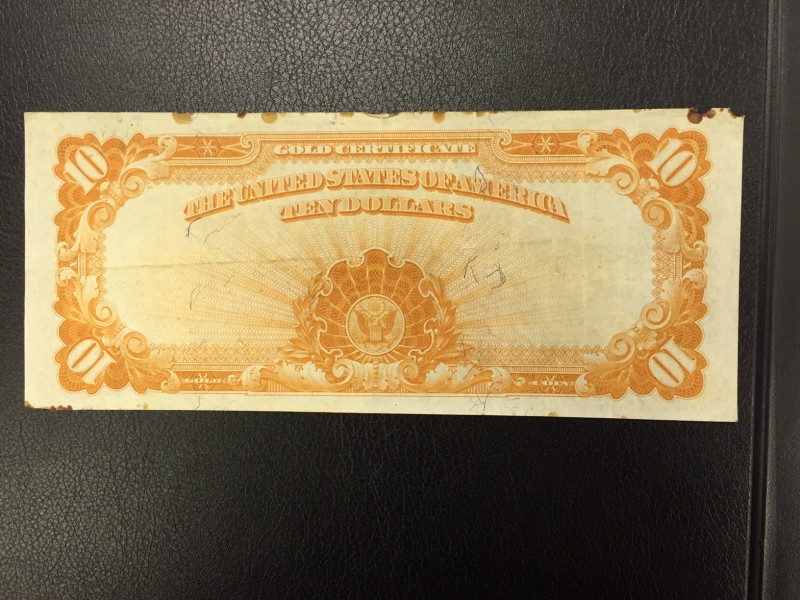 GOLD CERTIFICATE
10 10
THE UNITED STATES OF AMERICA
TEN DOLLARS
10 GOLD COIN 10